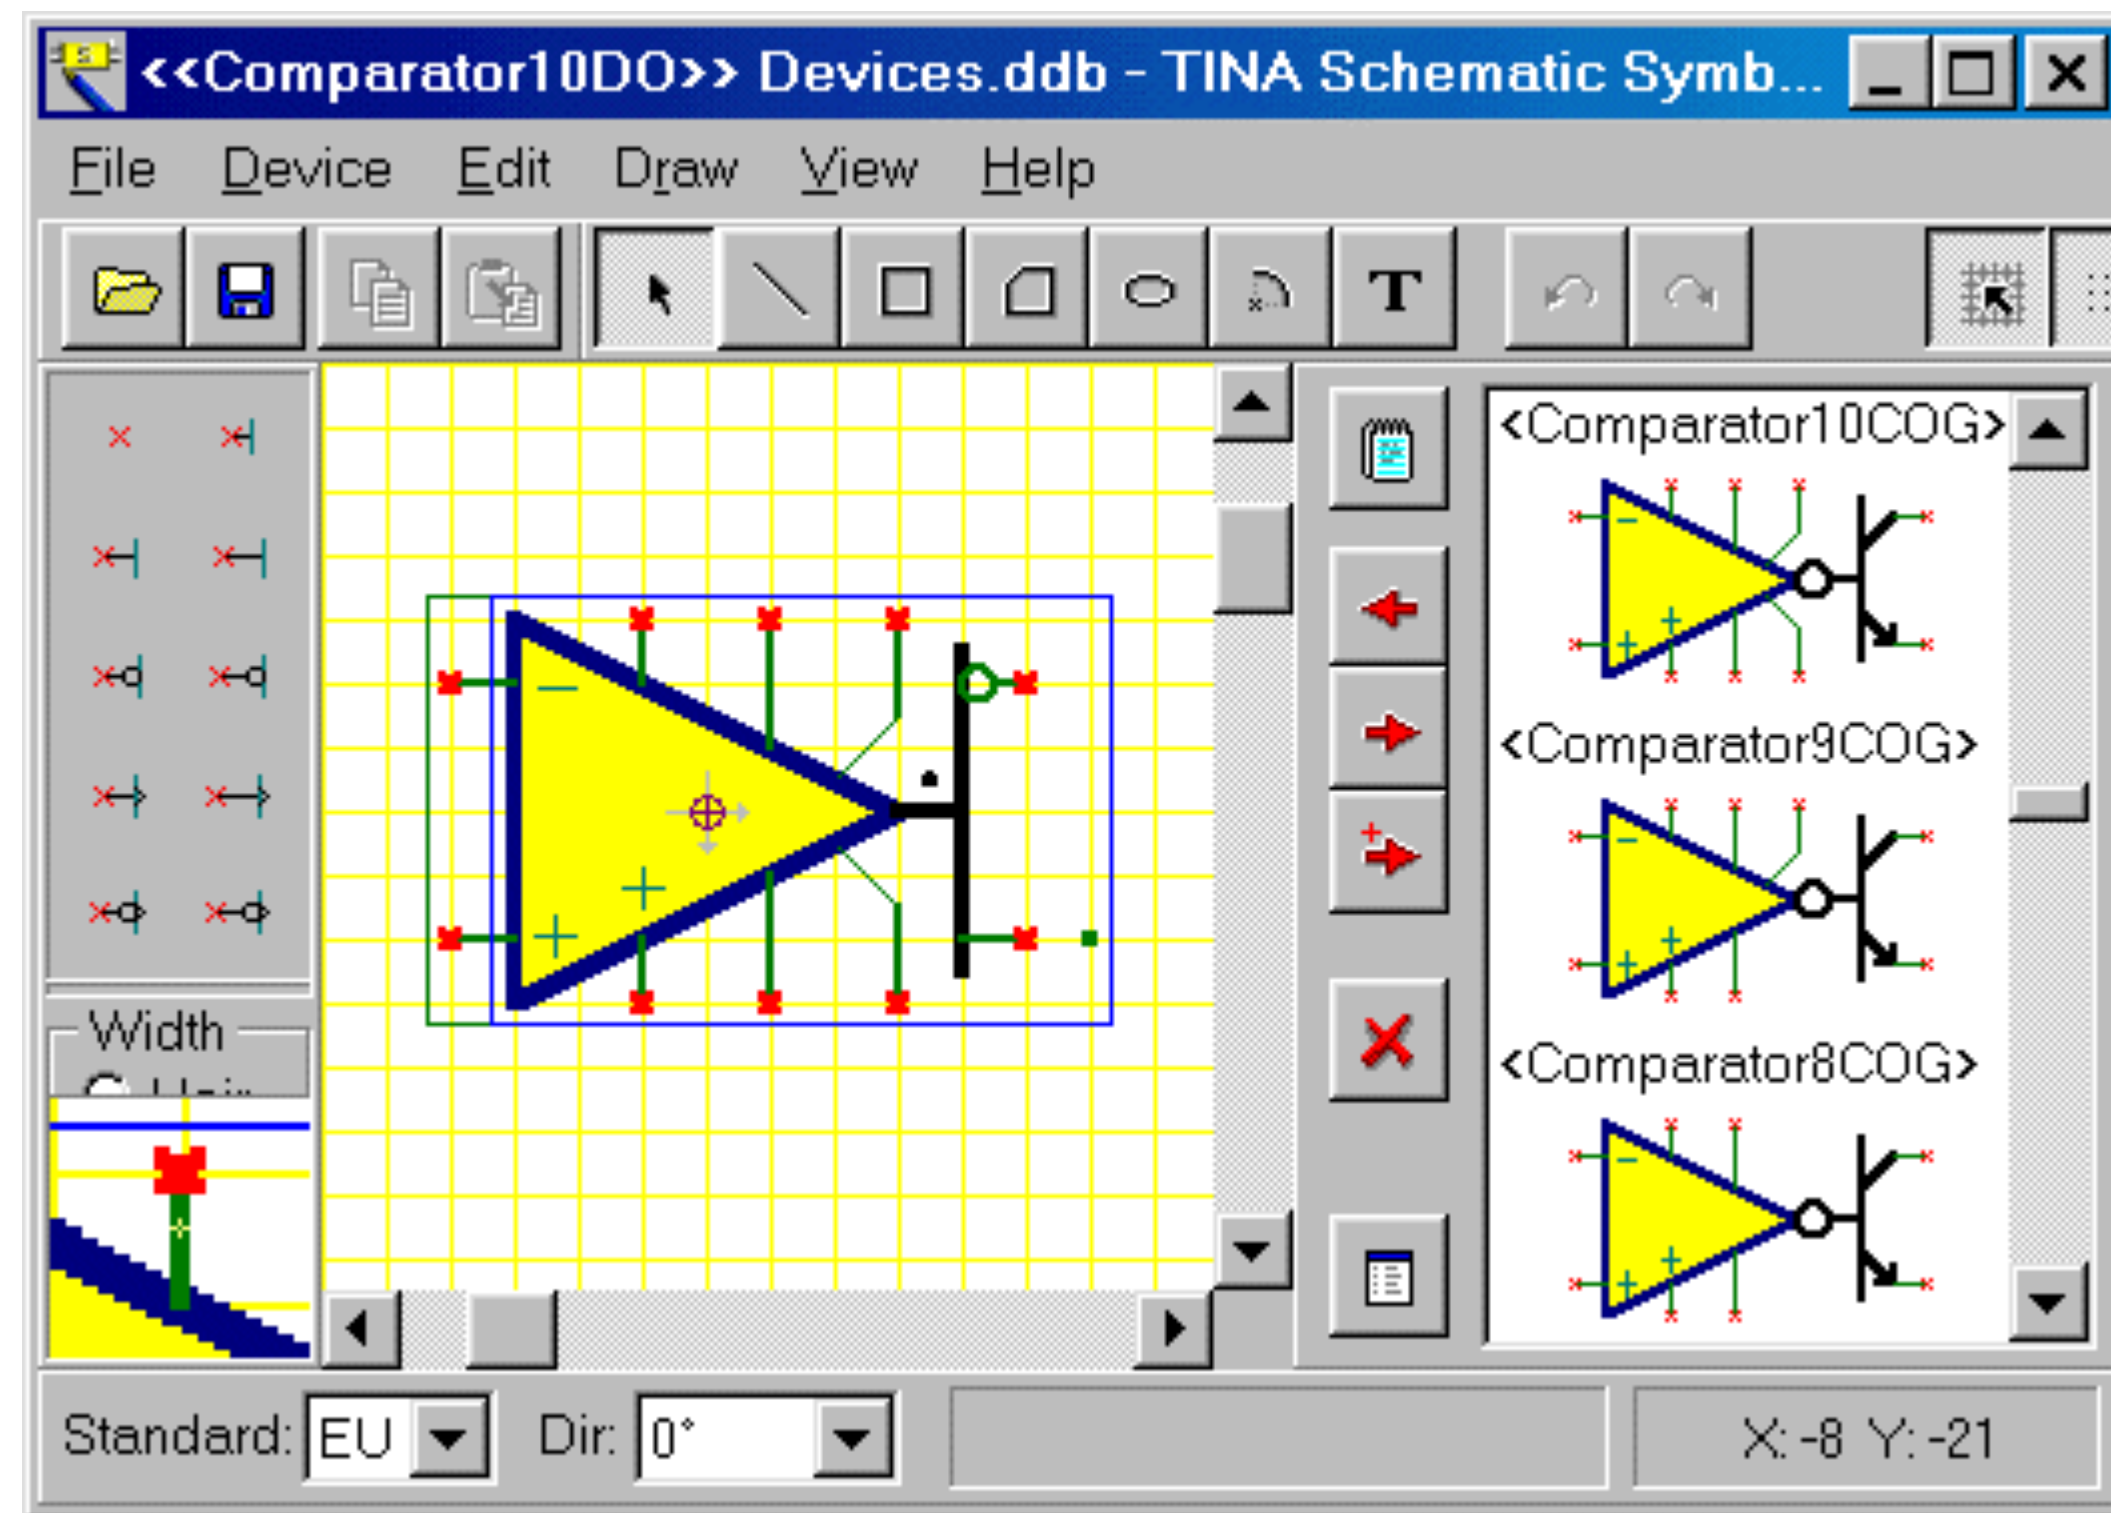 <<Comparator10DO>> Devices.ddb - TINA Schematic Symb...
File Device Edit Draw View Help
T
<Comparator10COG>
<Comparator9COG>
<Comparator8COG>
Width
Standard: EU Dir: 0° X: -8 Y: -21